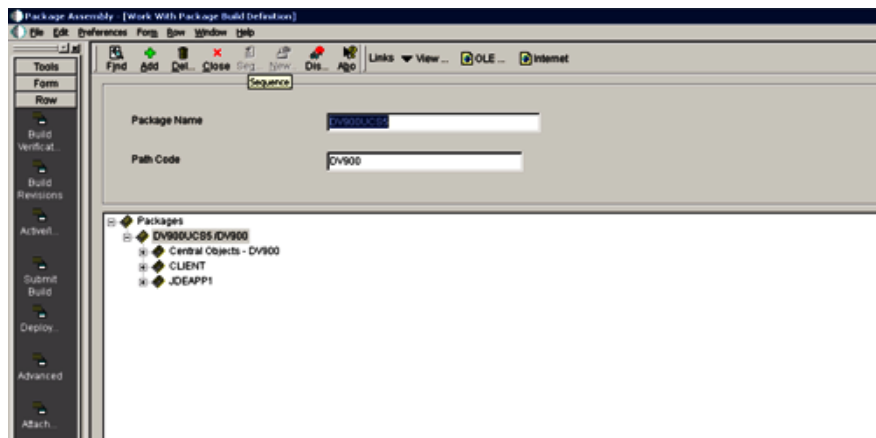 Package Assembly - [Work With Package Build Definition]
File Edit Preferences Form Row Window Help
Tools
Form
Row
Build
Verificat...
Build
Revisions
Active/I...
Submit
Build
Deploy...
Advanced
Attach...
Find Add Del... Close Seq... New... Dis... Abo Links View ... OLE ... Internet
Sequence
Package Name DV900UCS5
Path Code DV900
Packages
DV900UCS5 /DV900
Central Objects - DV900
CLIENT
JDEAPP1